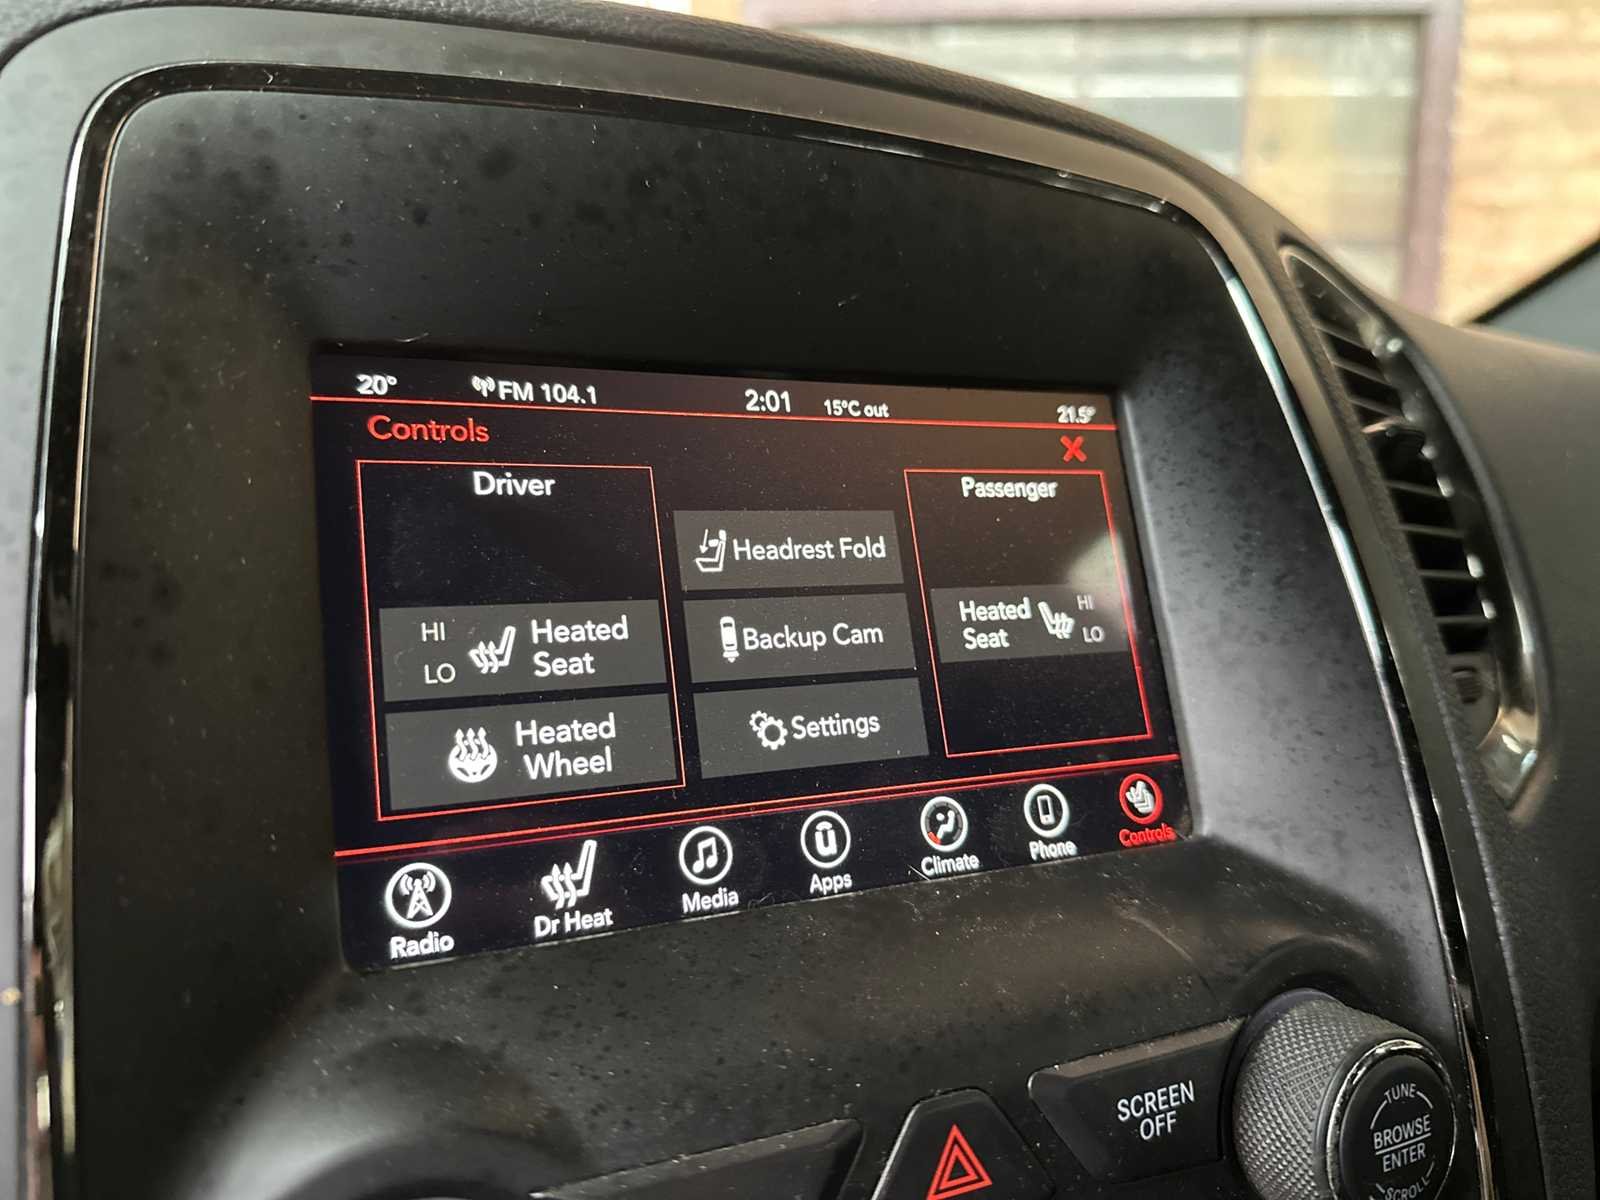 20° FM 104.1 2:01 15°C out 21.5°
Controls X
Driver
HI
LO
Heated
Seat
Heated
Wheel
Headrest Fold
Backup Cam
Settings
Passenger
Heated
Seat
HI
LO
Radio
Dr Heat
Media
Apps
Climate
Phone
Controls
SCREEN
OFF
TUNE
BROWSE
ENTER
SCROLL